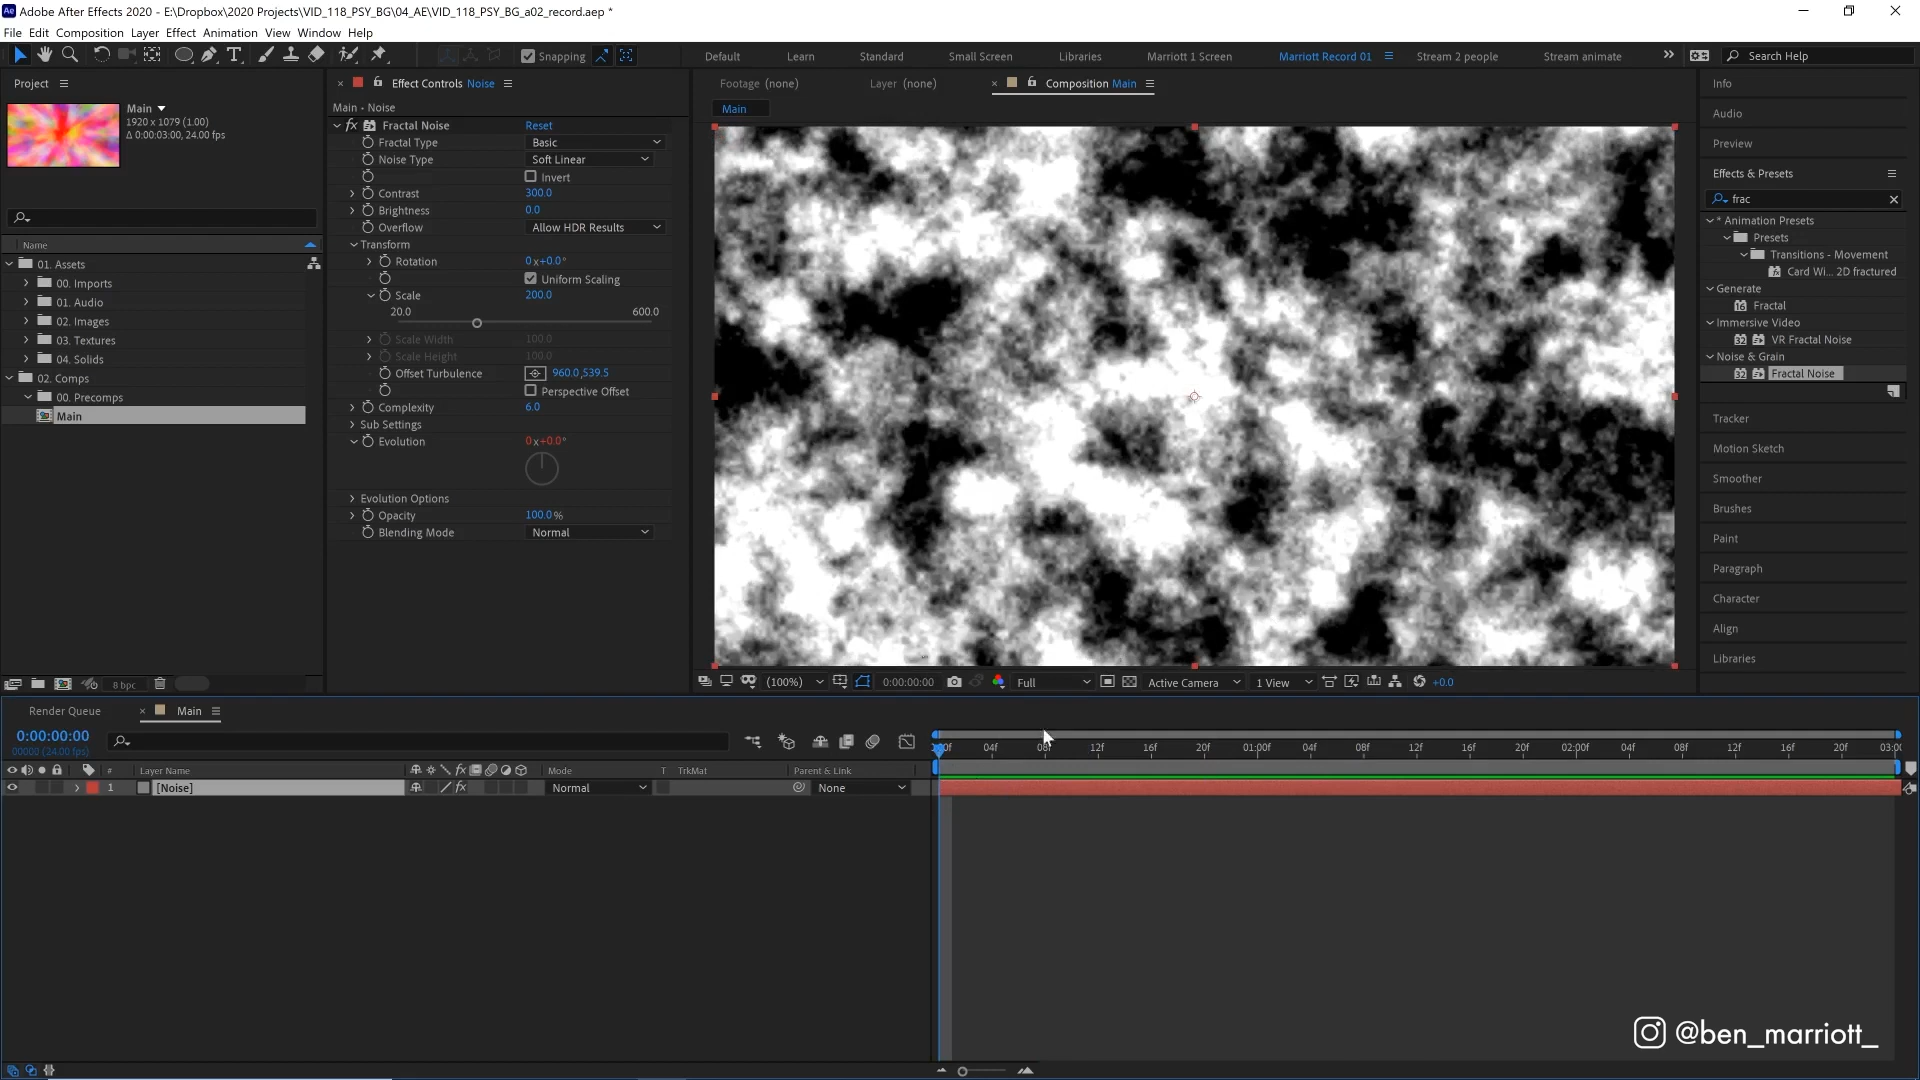 Adobe After Effects 2020 - E:\Dropbox\2020 Projects\VID_118_PSY_BG\04_AE\VID_118_PSY_BG_a02_record.aep *
File Edit Composition Layer Effect Animation View Window Help
Snapping
Default Learn Standard Small Screen Libraries Marriott 1 Screen Marriott Record 01 Stream 2 people Stream animate
Search Help
Project
Main
1920 x 1079 (1.00)
Δ 0:00:03:00, 24.00 fps
Name
01. Assets
00. Imports
01. Audio
02. Images
03. Textures
04. Solids
02. Comps
00. Precomps
Main
8 bpc
Effect Controls Noise
Main • Noise
fx Fractal Noise Reset
Fractal Type Basic
Noise Type Soft Linear
Invert
Contrast 300.0
Brightness 0.0
Overflow Allow HDR Results
Transform
Rotation 0x+0.0°
Uniform Scaling
Scale 200.0
20.0 600.0
Scale Width 100.0
Scale Height 100.0
Offset Turbulence 960.0,539.5
Perspective Offset
Complexity 6.0
Sub Settings
Evolution 0x+0.0°
Evolution Options
Opacity 100.0%
Blending Mode Normal
Footage (none) Layer (none) Composition Main
Main
(100%) 0:00:00:00 Full Active Camera 1 View +0.0
Info
Audio
Preview
Effects & Presets
frac
* Animation Presets
Presets
Transitions - Movement
Card Wi... 2D fractured
Generate
16 Fractal
Immersive Video
32 VR Fractal Noise
Noise & Grain
32 Fractal Noise
Tracker
Motion Sketch
Smoother
Brushes
Paint
Paragraph
Character
Align
Libraries
Render Queue Main
0:00:00:00
00000 (24.00 fps)
:00f 04f 08f 12f 16f 20f 01:00f 04f 08f 12f 16f 20f 02:00f 04f 08f 12f 16f 20f 03:0
# Layer Name Mode T TrkMat Parent & Link
1 [Noise] Normal None
@ben_marriott_